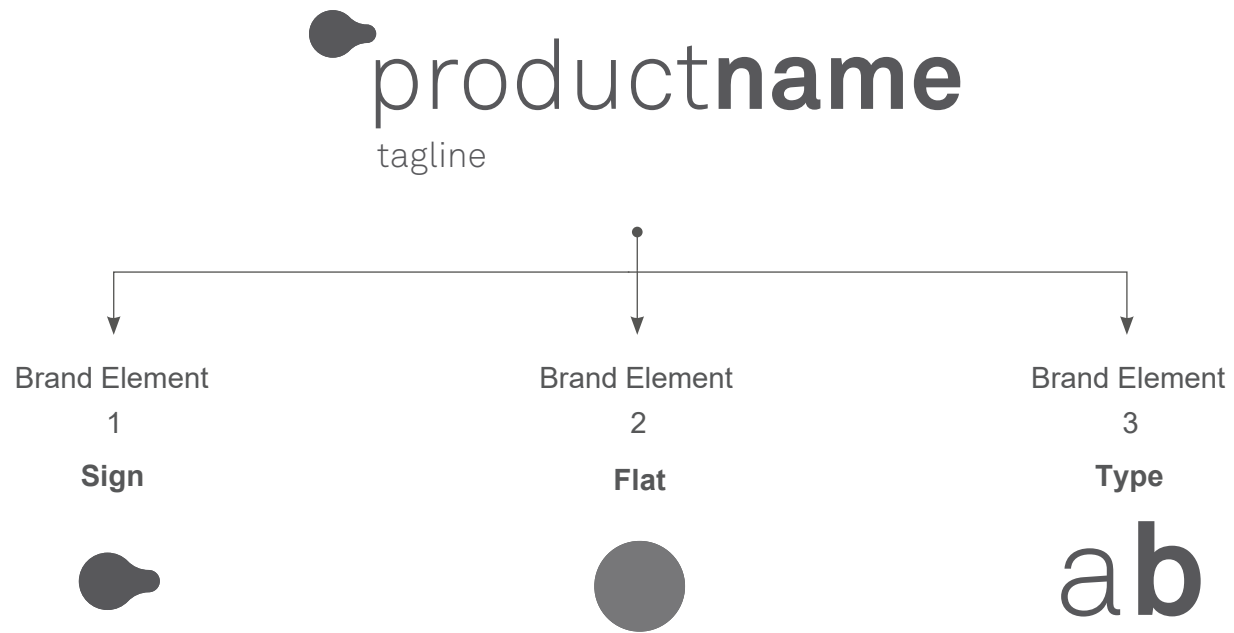 productname
tagline
Brand Element
1
Sign
Brand Element
2
Flat
Brand Element
3
Type
ab